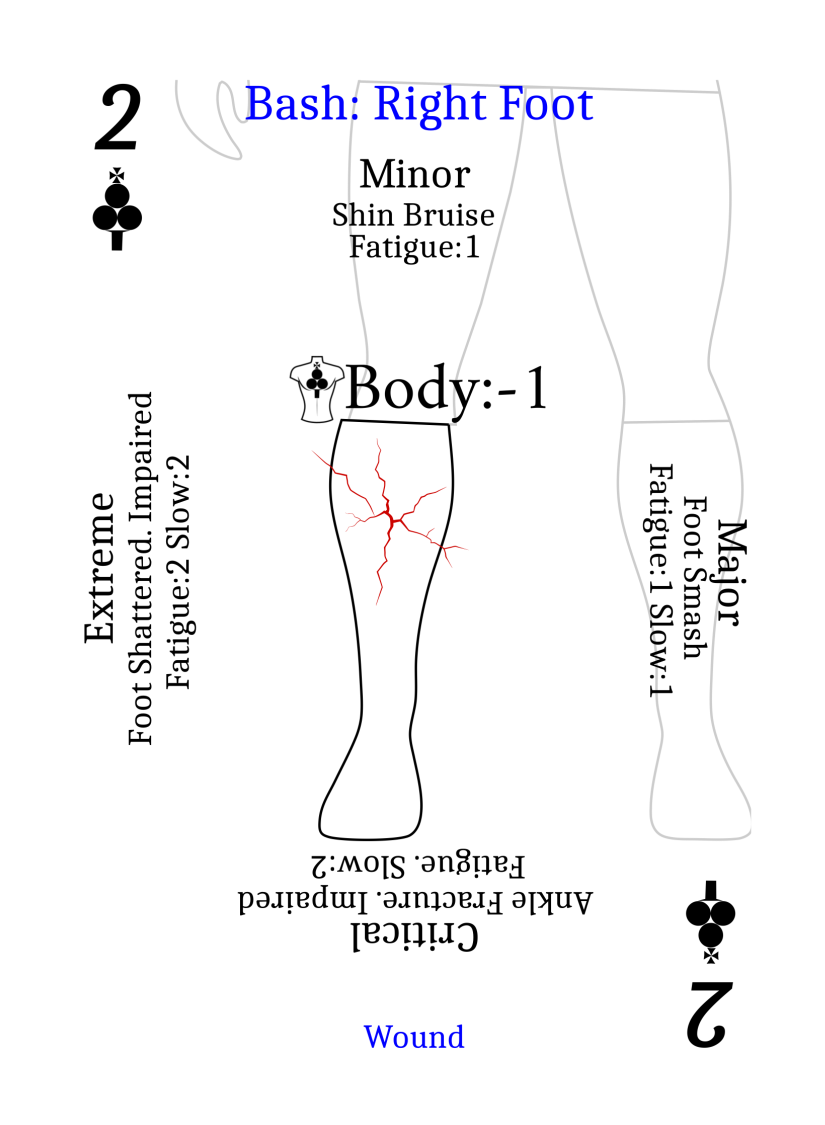 2
Bash: Right Foot
Minor
Shin Bruise
Fatigue:1
Body:-1
Extreme
Foot Shattered. Impaired
Fatigue:2 Slow:2
Major
Foot Smash
Fatigue:1 Slow:1
Critical
Ankle Fracture. Impaired
Fatigue. Slow:2
2
Wound